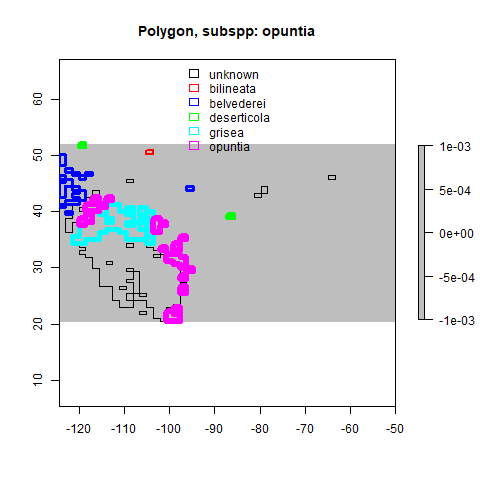 Polygon, subspp: opuntia
unknown
bilineata
belvederei
deserticola
grisea
opuntia
60
50
40
30
20
10
-120 -110 -100 -90 -80 -70 -60 -50
1e-03
5e-04
0e+00
-5e-04
-1e-03